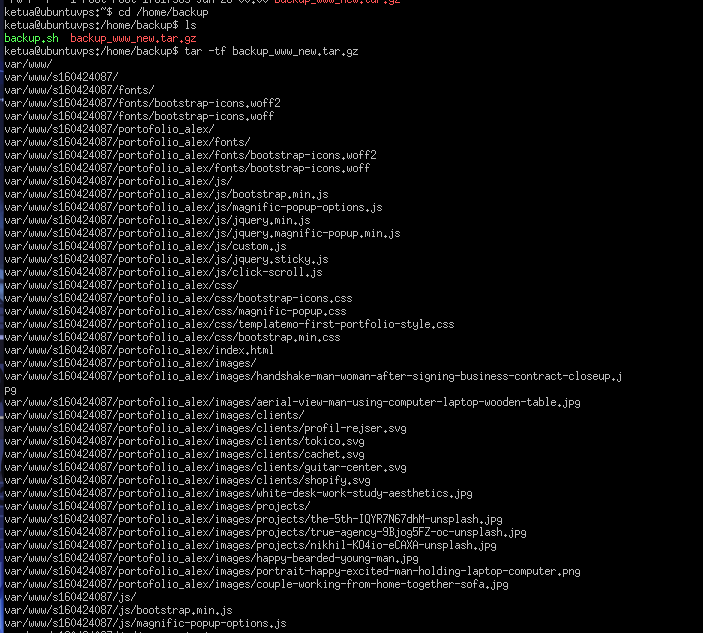 backup_www_new.tar.gz
ketua@ubuntuvps:~$ cd /home/backup
ketua@ubuntuvps:/home/backup$ ls
backup.sh  backup_www_new.tar.gz
ketua@ubuntuvps:/home/backup$ tar -tf backup_www_new.tar.gz
var/www/
var/www/s160424087/
var/www/s160424087/fonts/
var/www/s160424087/fonts/bootstrap-icons.woff2
var/www/s160424087/fonts/bootstrap-icons.woff
var/www/s160424087/portofolio_alex/
var/www/s160424087/portofolio_alex/fonts/
var/www/s160424087/portofolio_alex/fonts/bootstrap-icons.woff2
var/www/s160424087/portofolio_alex/fonts/bootstrap-icons.woff
var/www/s160424087/portofolio_alex/js/
var/www/s160424087/portofolio_alex/js/bootstrap.min.js
var/www/s160424087/portofolio_alex/js/magnific-popup-options.js
var/www/s160424087/portofolio_alex/js/jquery.min.js
var/www/s160424087/portofolio_alex/js/jquery.magnific-popup.min.js
var/www/s160424087/portofolio_alex/js/custom.js
var/www/s160424087/portofolio_alex/js/jquery.sticky.js
var/www/s160424087/portofolio_alex/js/click-scroll.js
var/www/s160424087/portofolio_alex/css/
var/www/s160424087/portofolio_alex/css/bootstrap-icons.css
var/www/s160424087/portofolio_alex/css/magnific-popup.css
var/www/s160424087/portofolio_alex/css/templatemo-first-portfolio-style.css
var/www/s160424087/portofolio_alex/css/bootstrap.min.css
var/www/s160424087/portofolio_alex/index.html
var/www/s160424087/portofolio_alex/images/
var/www/s160424087/portofolio_alex/images/handshake-man-woman-after-signing-business-contract-closeup.j
pg
var/www/s160424087/portofolio_alex/images/aerial-view-man-using-computer-laptop-wooden-table.jpg
var/www/s160424087/portofolio_alex/images/clients/
var/www/s160424087/portofolio_alex/images/clients/profil-rejser.svg
var/www/s160424087/portofolio_alex/images/clients/tokico.svg
var/www/s160424087/portofolio_alex/images/clients/cachet.svg
var/www/s160424087/portofolio_alex/images/clients/guitar-center.svg
var/www/s160424087/portofolio_alex/images/clients/shopify.svg
var/www/s160424087/portofolio_alex/images/white-desk-work-study-aesthetics.jpg
var/www/s160424087/portofolio_alex/images/projects/
var/www/s160424087/portofolio_alex/images/projects/the-5th-IQYR7N67dhM-unsplash.jpg
var/www/s160424087/portofolio_alex/images/projects/true-agency-9Bjog5FZ-oc-unsplash.jpg
var/www/s160424087/portofolio_alex/images/projects/nikhil-KO4io-eCAXA-unsplash.jpg
var/www/s160424087/portofolio_alex/images/happy-bearded-young-man.jpg
var/www/s160424087/portofolio_alex/images/portrait-happy-excited-man-holding-laptop-computer.png
var/www/s160424087/portofolio_alex/images/couple-working-from-home-together-sofa.jpg
var/www/s160424087/js/
var/www/s160424087/js/bootstrap.min.js
var/www/s160424087/js/magnific-popup-options.js